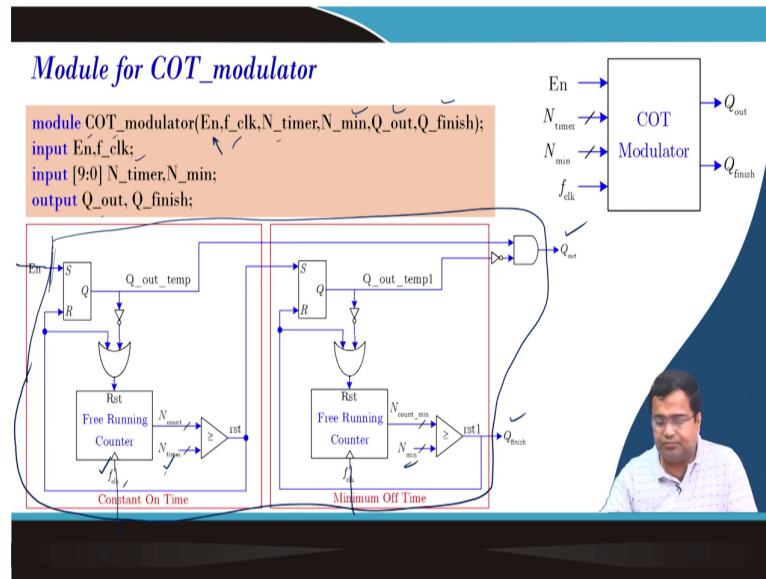 Module for COT_modulator
module COT_modulator(En,f_clk,N_timer,N_min,Q_out,Q_finish);
input En,f_clk;
input [9:0] N_timer,N_min;
output Q_out, Q_finish;
En
N_timer
N_min
f_clk
COT
Modulator
Q_out
Q_finish
En
S
Q
R
Q_out_temp
Rst
Free Running
Counter
N_count
N_timer
≥
rst
f_clk
Constant On Time
S
Q
R
Q_out_temp1
Rst
Free Running
Counter
N_count_min
N_min
≥
rst1
f_clk
Minimum Off Time
Q_out
Q_finish